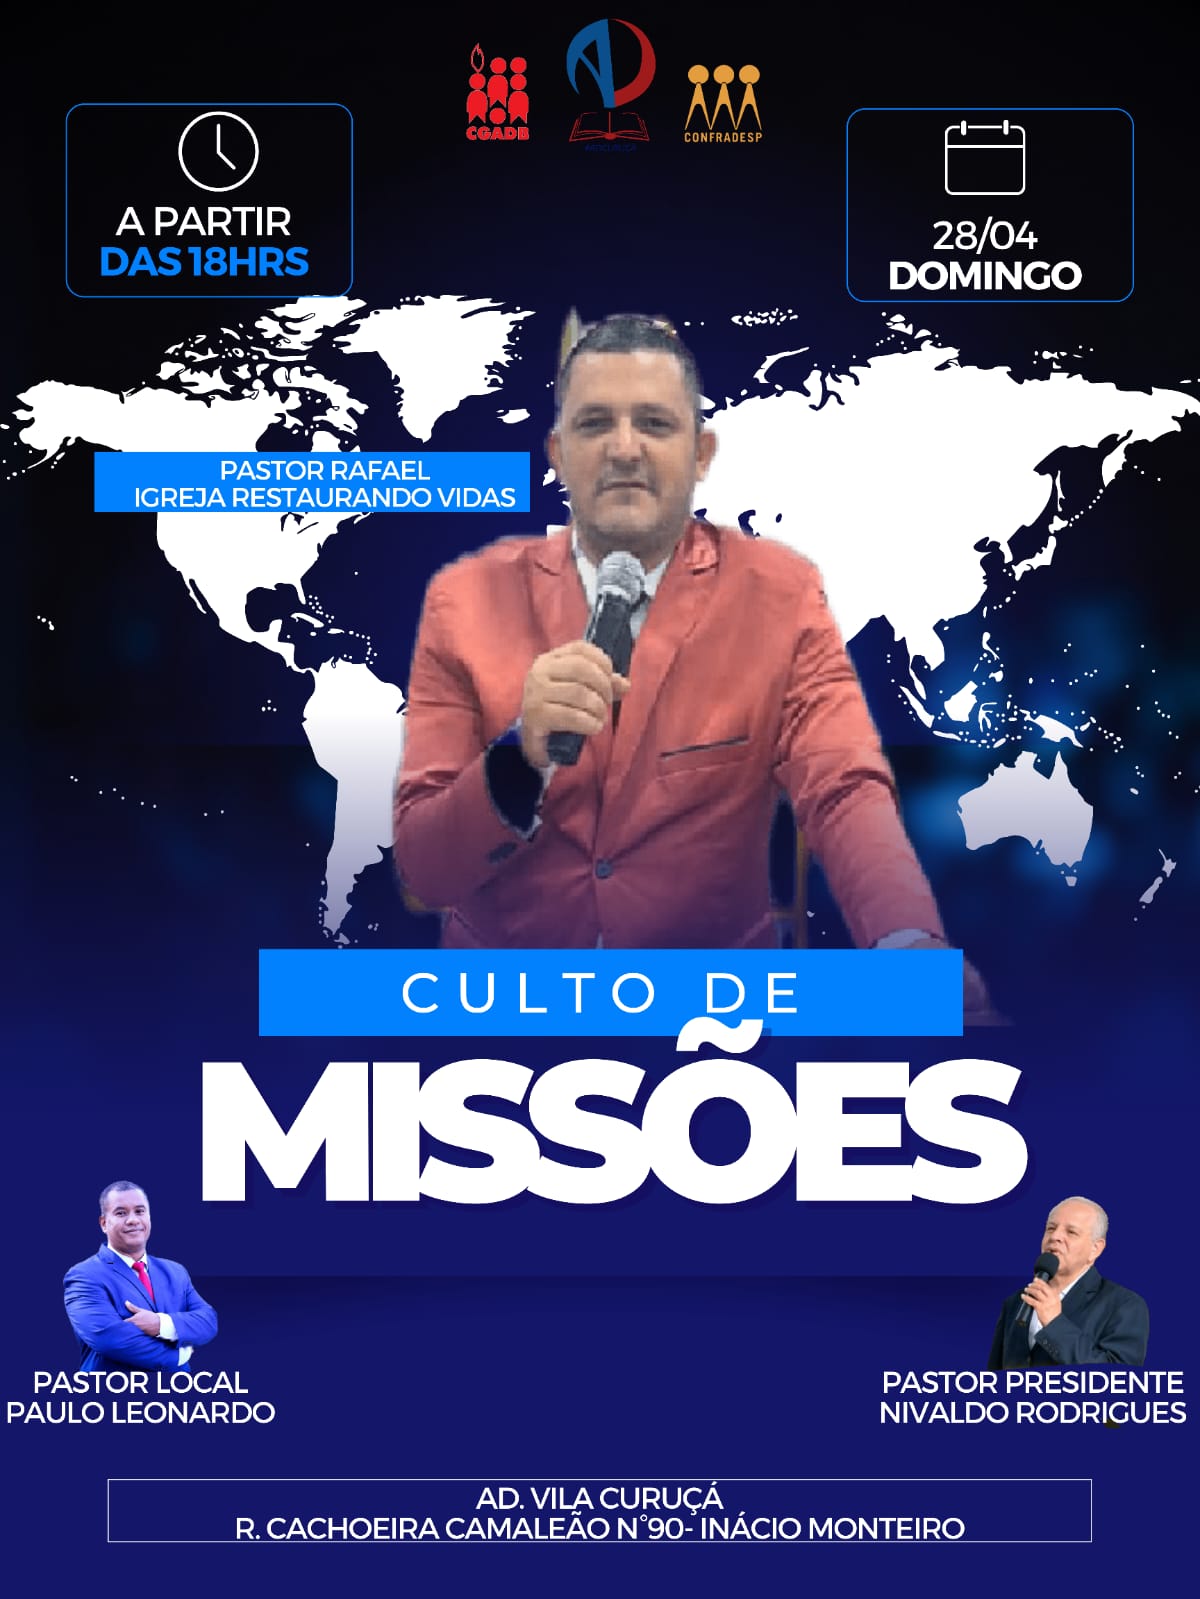 CGADB
CONFRADESP
A PARTIR
DAS 18HRS
28/04
DOMINGO
PASTOR RAFAEL
IGREJA RESTAURANDO VIDAS
CULTO DE
MISSÕES
PASTOR LOCAL
PAULO LEONARDO
PASTOR PRESIDENTE
NIVALDO RODRIGUES
AD. VILA CURUÇÁ
R. CACHOEIRA CAMALEÃO N°90- INÁCIO MONTEIRO